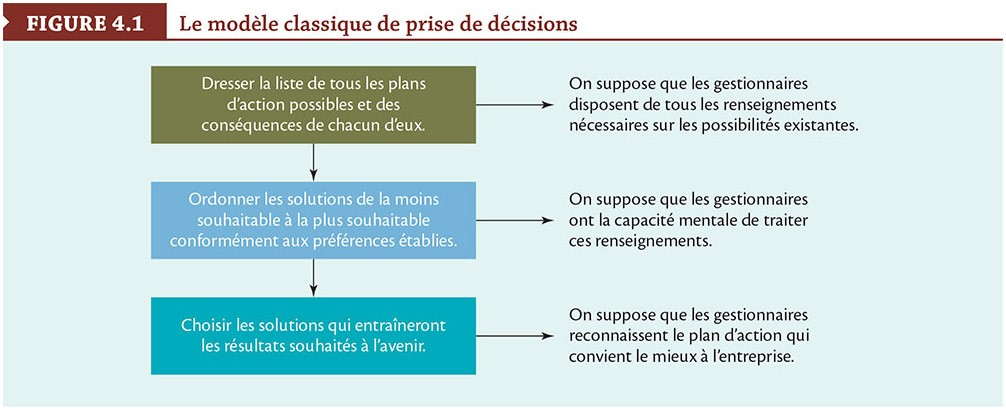 FIGURE 4.1 Le modèle classique de prise de décisions
Dresser la liste de tous les plans
d'action possibles et des
conséquences de chacun d'eux.
On suppose que les gestionnaires
disposent de tous les renseignements
nécessaires sur les possibilités existantes.
Ordonner les solutions de la moins
souhaitable à la plus souhaitable
conformément aux préférences établies.
On suppose que les gestionnaires
ont la capacité mentale de traiter
ces renseignements.
Choisir les solutions qui entraîneront
les résultats souhaités à l'avenir.
On suppose que les gestionnaires
reconnaissent le plan d'action qui
convient le mieux à l'entreprise.